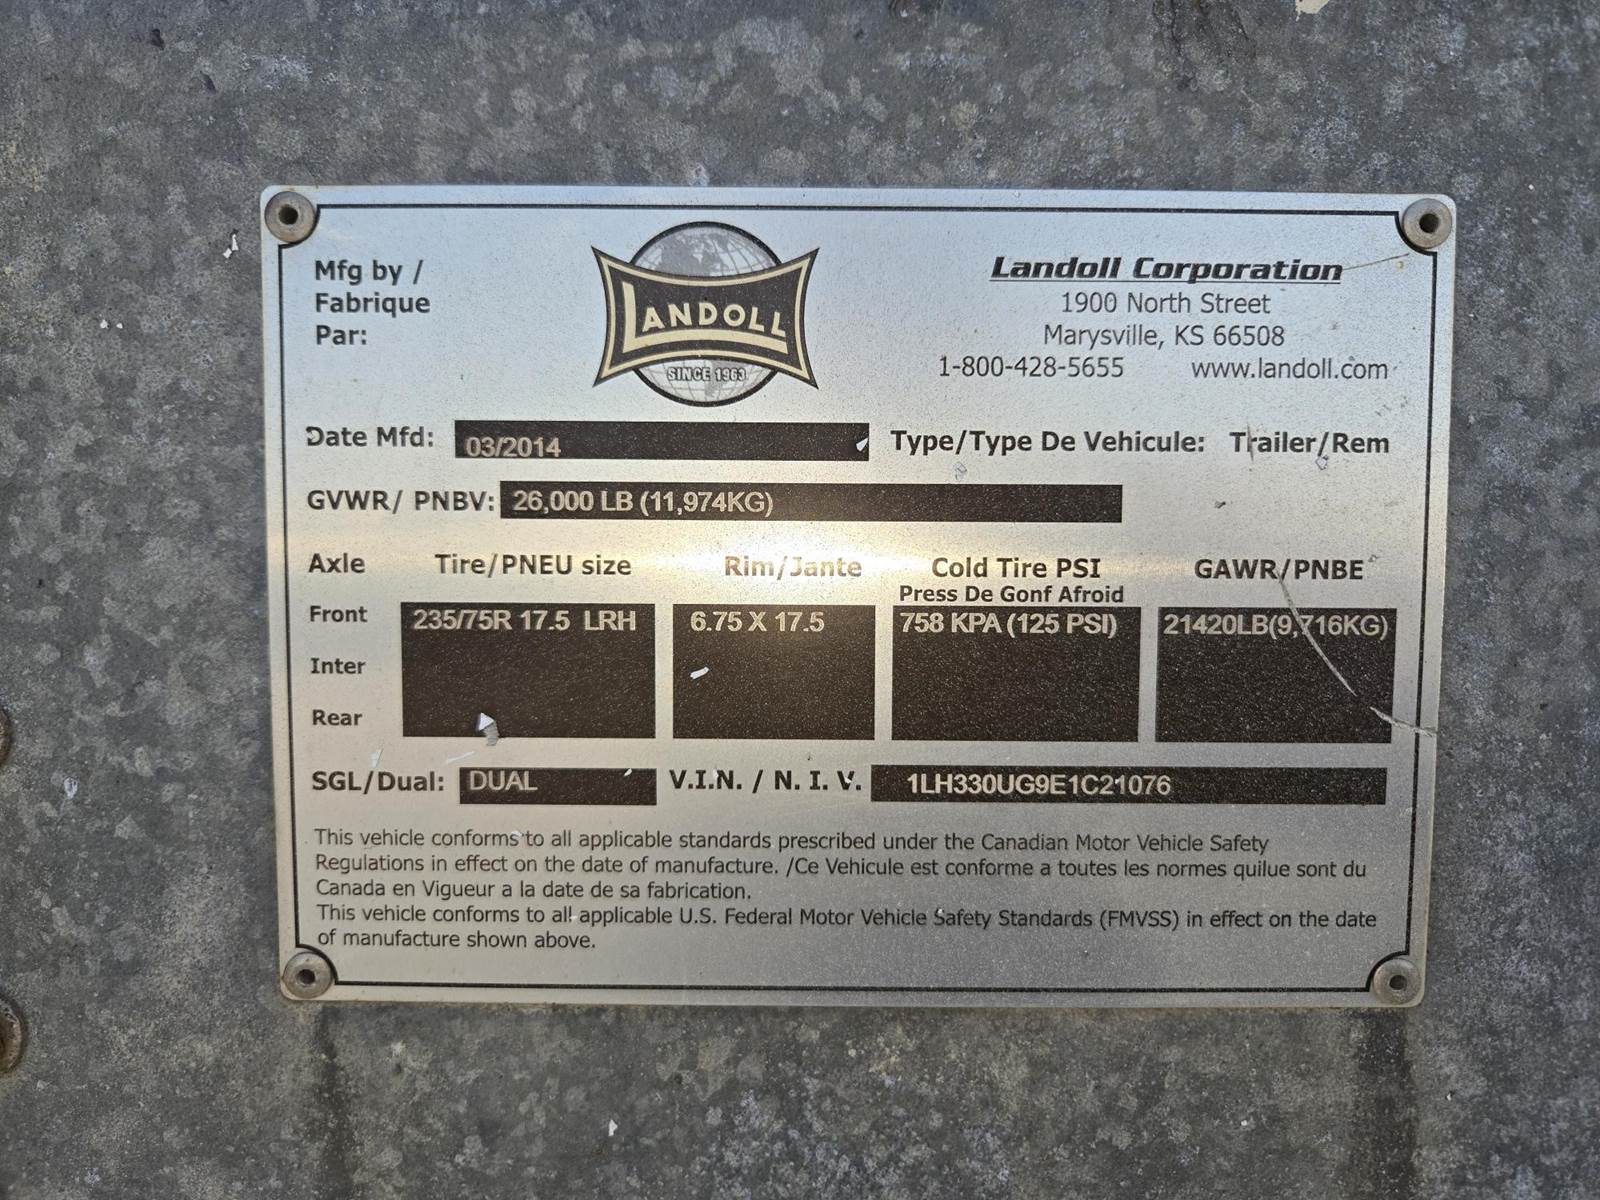 Mfg by /
Fabrique
Par:
LANDOLL
SINCE 1963
Landoll Corporation
1900 North Street
Marysville, KS 66508
1-800-428-5655 www.landoll.com
Date Mfd: 03/2014 Type/Type De Vehicule: Trailer/Rem
GVWR/ PNBV: 26,000 LB (11,974KG)
Axle Tire/PNEU size Rim/Jante Cold Tire PSI GAWR/PNBE
Press De Gonf Afroid
Front 235/75R 17.5 LRH 6.75 X 17.5 758 KPA (125 PSI) 21420LB(9,716KG)
Inter
Rear
SGL/Dual: DUAL V.I.N. / N. I. V. 1LH330UG9E1C21076
This vehicle conforms to all applicable standards prescribed under the Canadian Motor Vehicle Safety
Regulations in effect on the date of manufacture. /Ce Vehicule est conforme a toutes les normes quilue sont du
Canada en Vigueur a la date de sa fabrication.
This vehicle conforms to all applicable U.S. Federal Motor Vehicle Safety Standards (FMVSS) in effect on the date
of manufacture shown above.